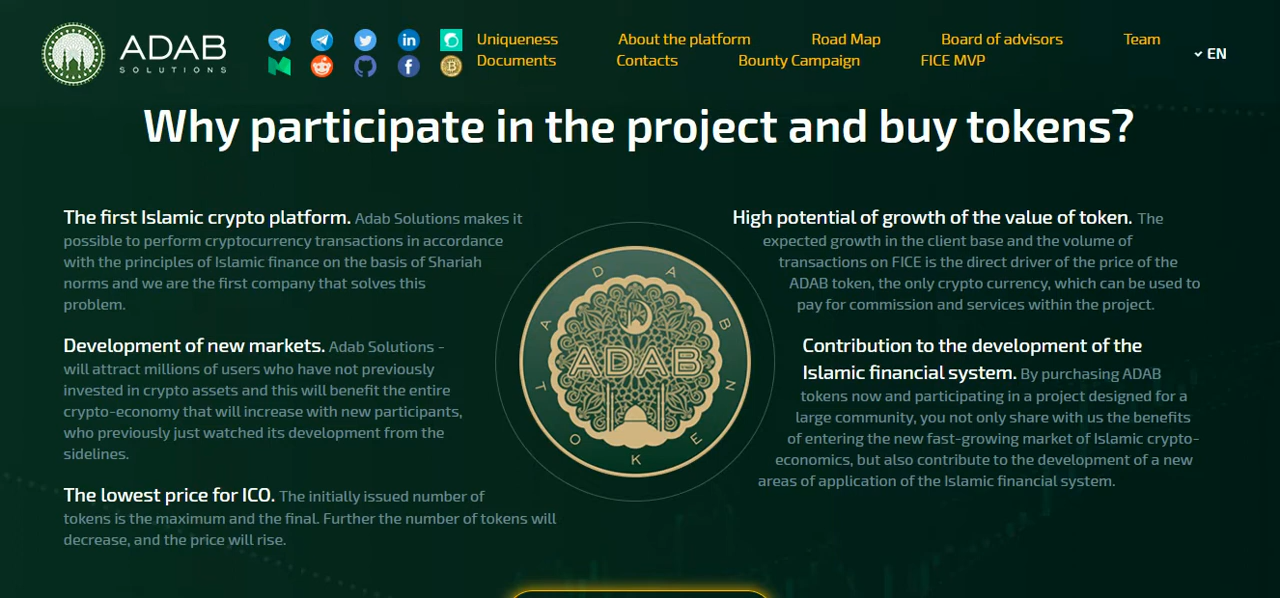 ADAB
SOLUTIONS
Uniqueness About the platform Road Map Board of advisors Team
Documents Contacts Bounty Campaign FICE MVP
EN
Why participate in the project and buy tokens?
The first Islamic crypto platform. Adab Solutions makes it
possible to perform cryptocurrency transactions in accordance
with the principles of Islamic finance on the basis of Shariah
norms and we are the first company that solves this
problem.
Development of new markets. Adab Solutions -
will attract millions of users who have not previously
invested in crypto assets and this will benefit the entire
crypto-economy that will increase with new participants,
who previously just watched its development from the
sidelines.
The lowest price for ICO. The initially issued number of
tokens is the maximum and the final. Further the number of tokens will
decrease, and the price will rise.
ADAB
ADAB
TOKEN
High potential of growth of the value of token. The
expected growth in the client base and the volume of
transactions on FICE is the direct driver of the price of the
ADAB token, the only crypto currency, which can be used to
pay for commission and services within the project.
Contribution to the development of the
Islamic financial system. By purchasing ADAB
tokens now and participating in a project designed for a
large community, you not only share with us the benefits
of entering the new fast-growing market of Islamic crypto-
economics, but also contribute to the development of a new
areas of application of the Islamic financial system.